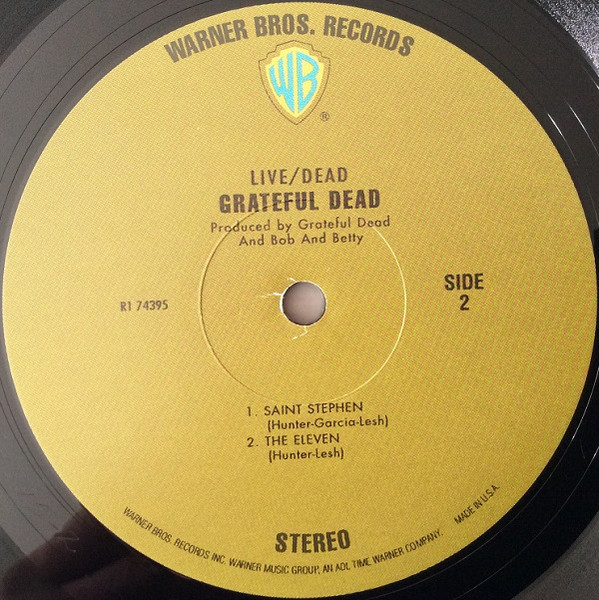 WARNER BROS. RECORDS
WB
®
LIVE/DEAD
GRATEFUL DEAD
Produced by Grateful Dead
And Bob And Betty
R1 74395
SIDE
2
1. SAINT STEPHEN
(Hunter-Garcia-Lesh)
2. THE ELEVEN
(Hunter-Lesh)
STEREO
WARNER BROS. RECORDS INC. WARNER MUSIC GROUP, AN AOL TIME WARNER COMPANY. MADE IN U.S.A.